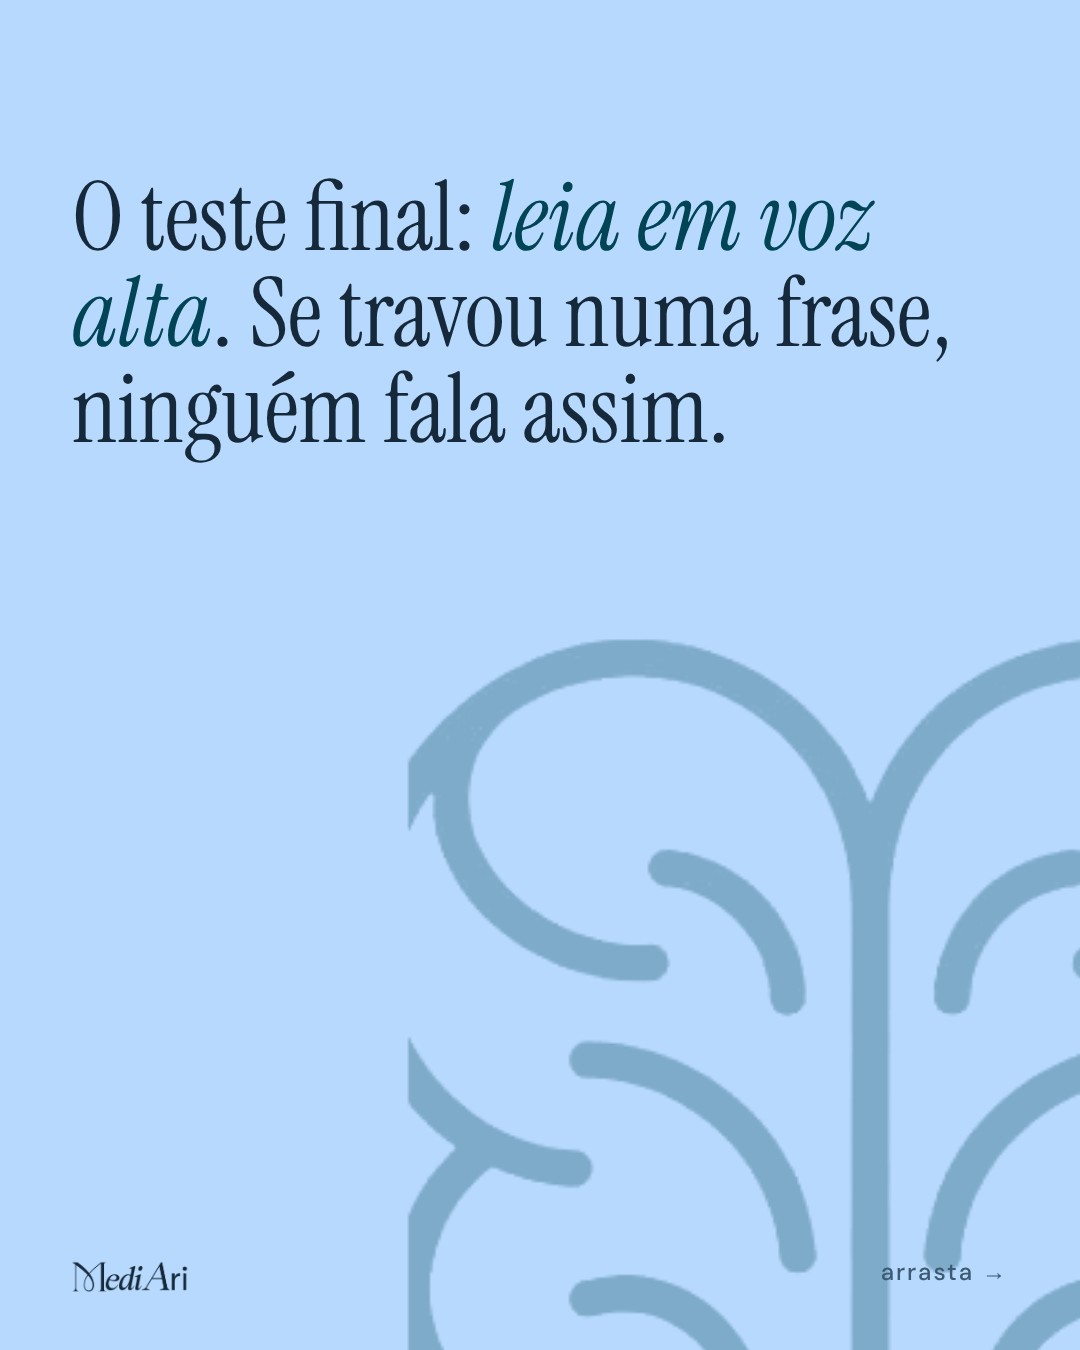 O teste final: leia em voz
alta. Se travou numa frase,
ninguém fala assim.
MediAri
arrasta →